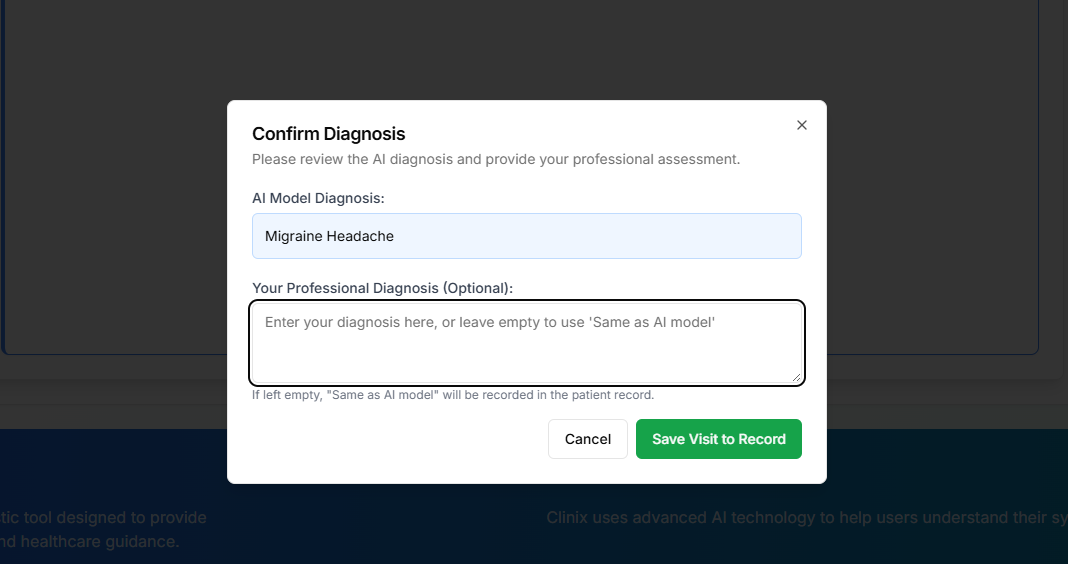 Confirm Diagnosis
Please review the AI diagnosis and provide your professional assessment.
AI Model Diagnosis:
Migraine Headache
Your Professional Diagnosis (Optional):
Enter your diagnosis here, or leave empty to use 'Same as AI model'
If left empty, "Same as AI model" will be recorded in the patient record.
Cancel
Save Visit to Record
tic tool designed to provide
nd healthcare guidance.
Clinix uses advanced AI technology to help users understand their sy